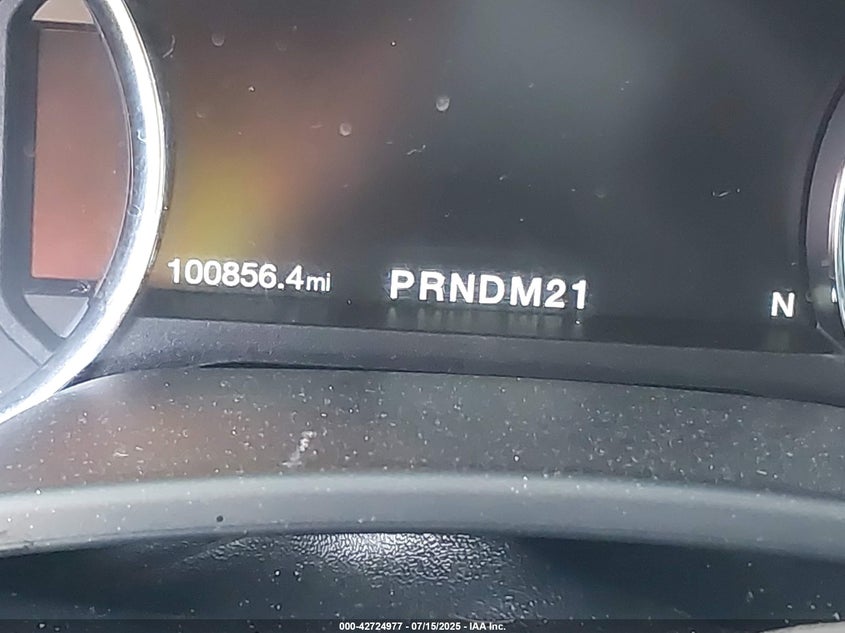 100856.4mi PRNDM21 N
000-42724977 - 07/15/2025 - IAA Inc.